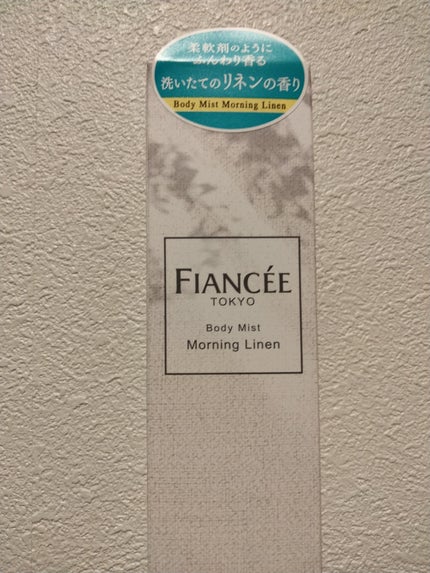 柔軟剤のように
ふんわり香る
洗いたてのリネンの香り
Body Mist Morning Linen
FIANCÉE
TOKYO
Body Mist
Morning Linen